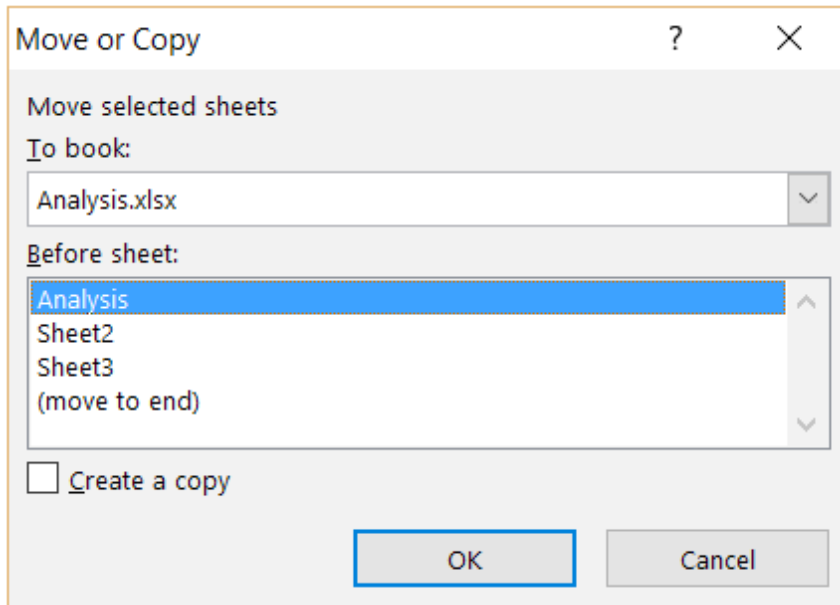 Move or Copy ?
Move selected sheets
To book:
Analysis.xlsx
Before sheet:
Analysis
Sheet2
Sheet3
(move to end)
Create a copy
OK Cancel